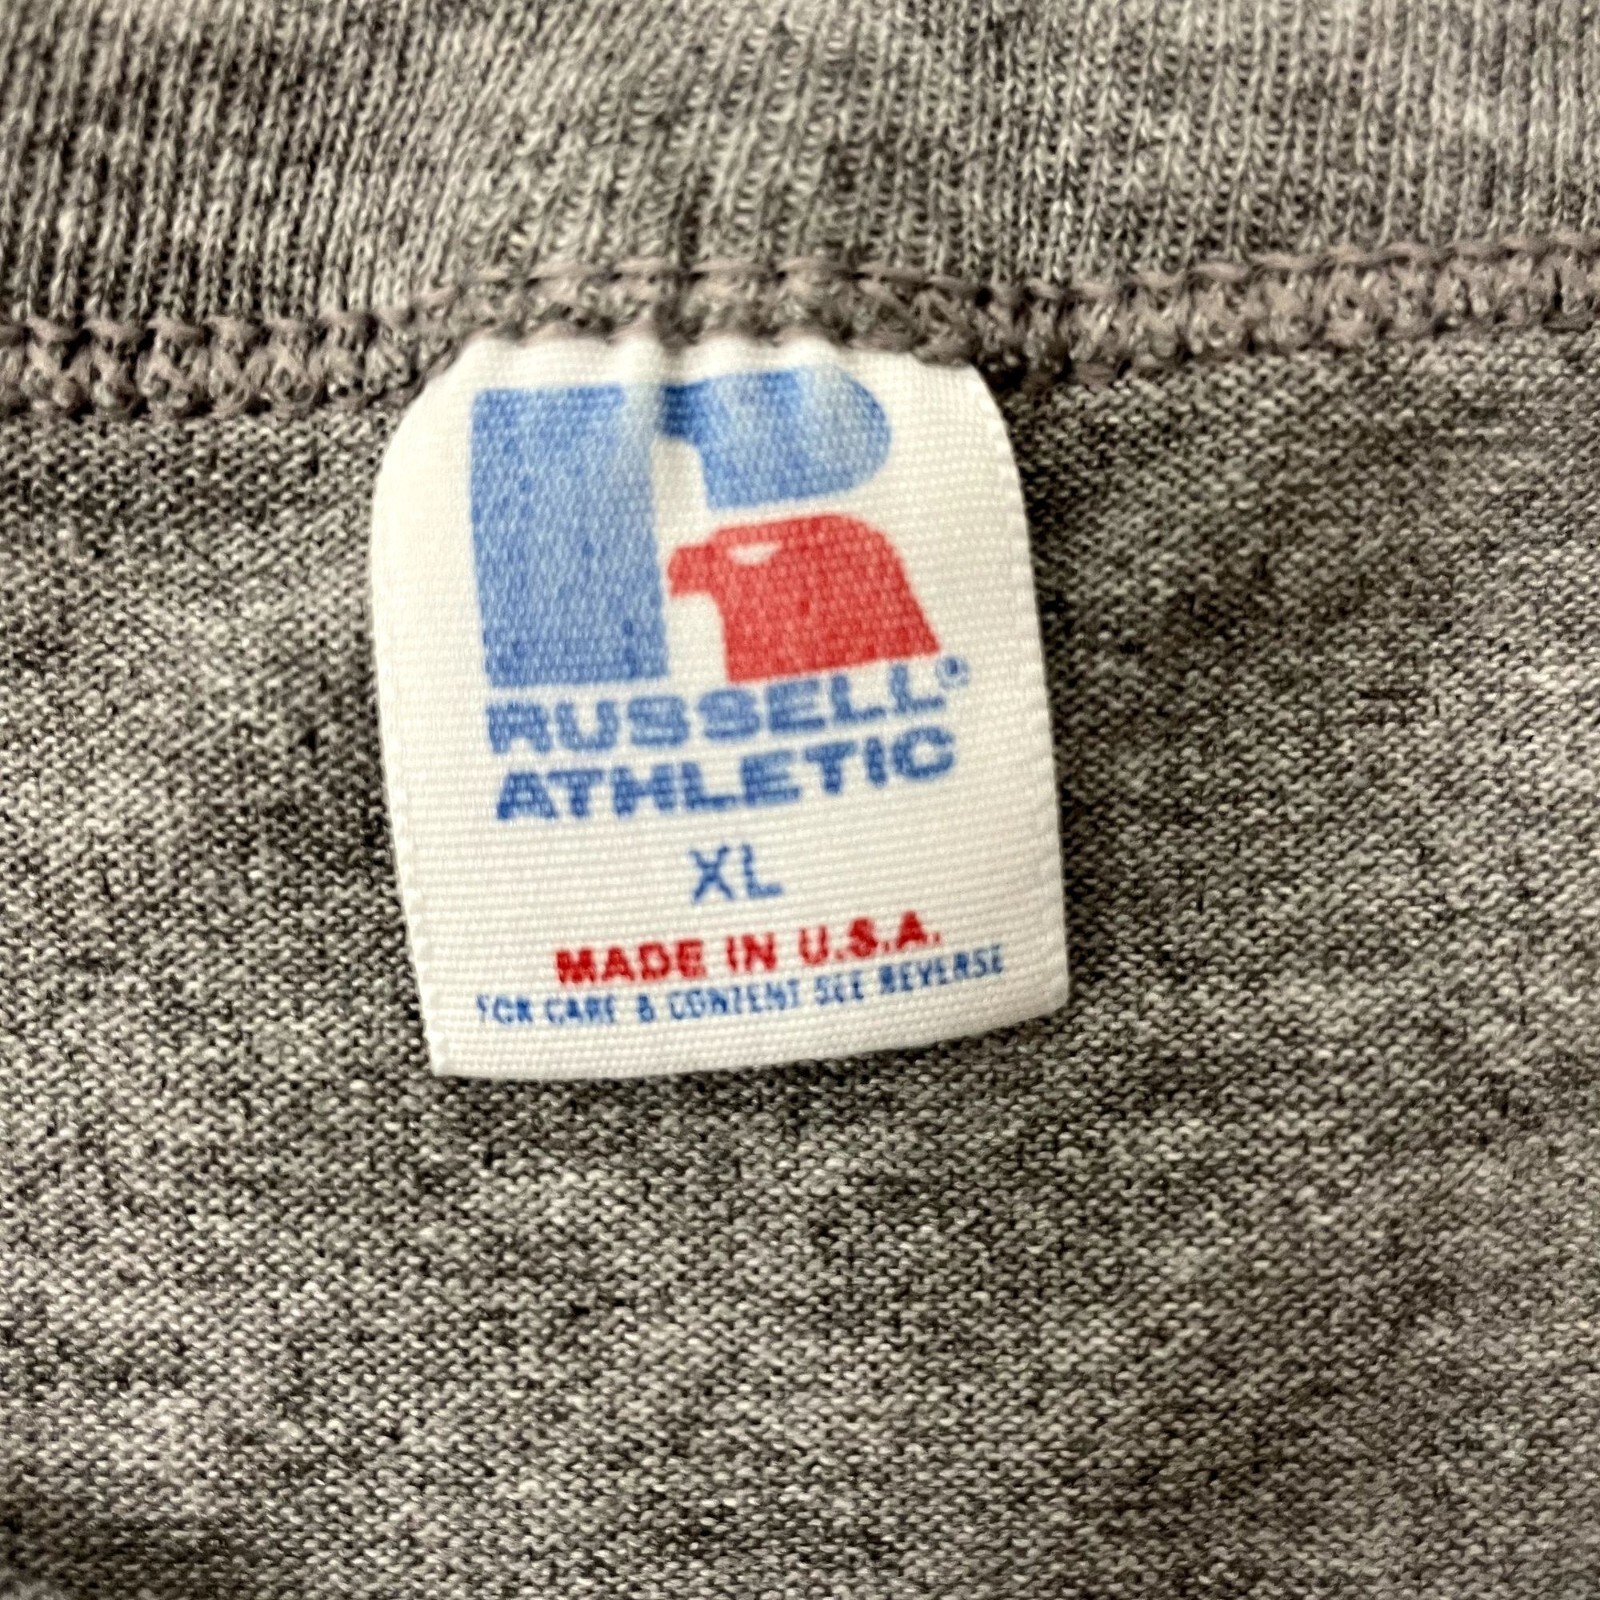 RUSSELL®
ATHLETIC
XL
MADE IN U.S.A.
FOR CARE & CONTENT SEE REVERSE